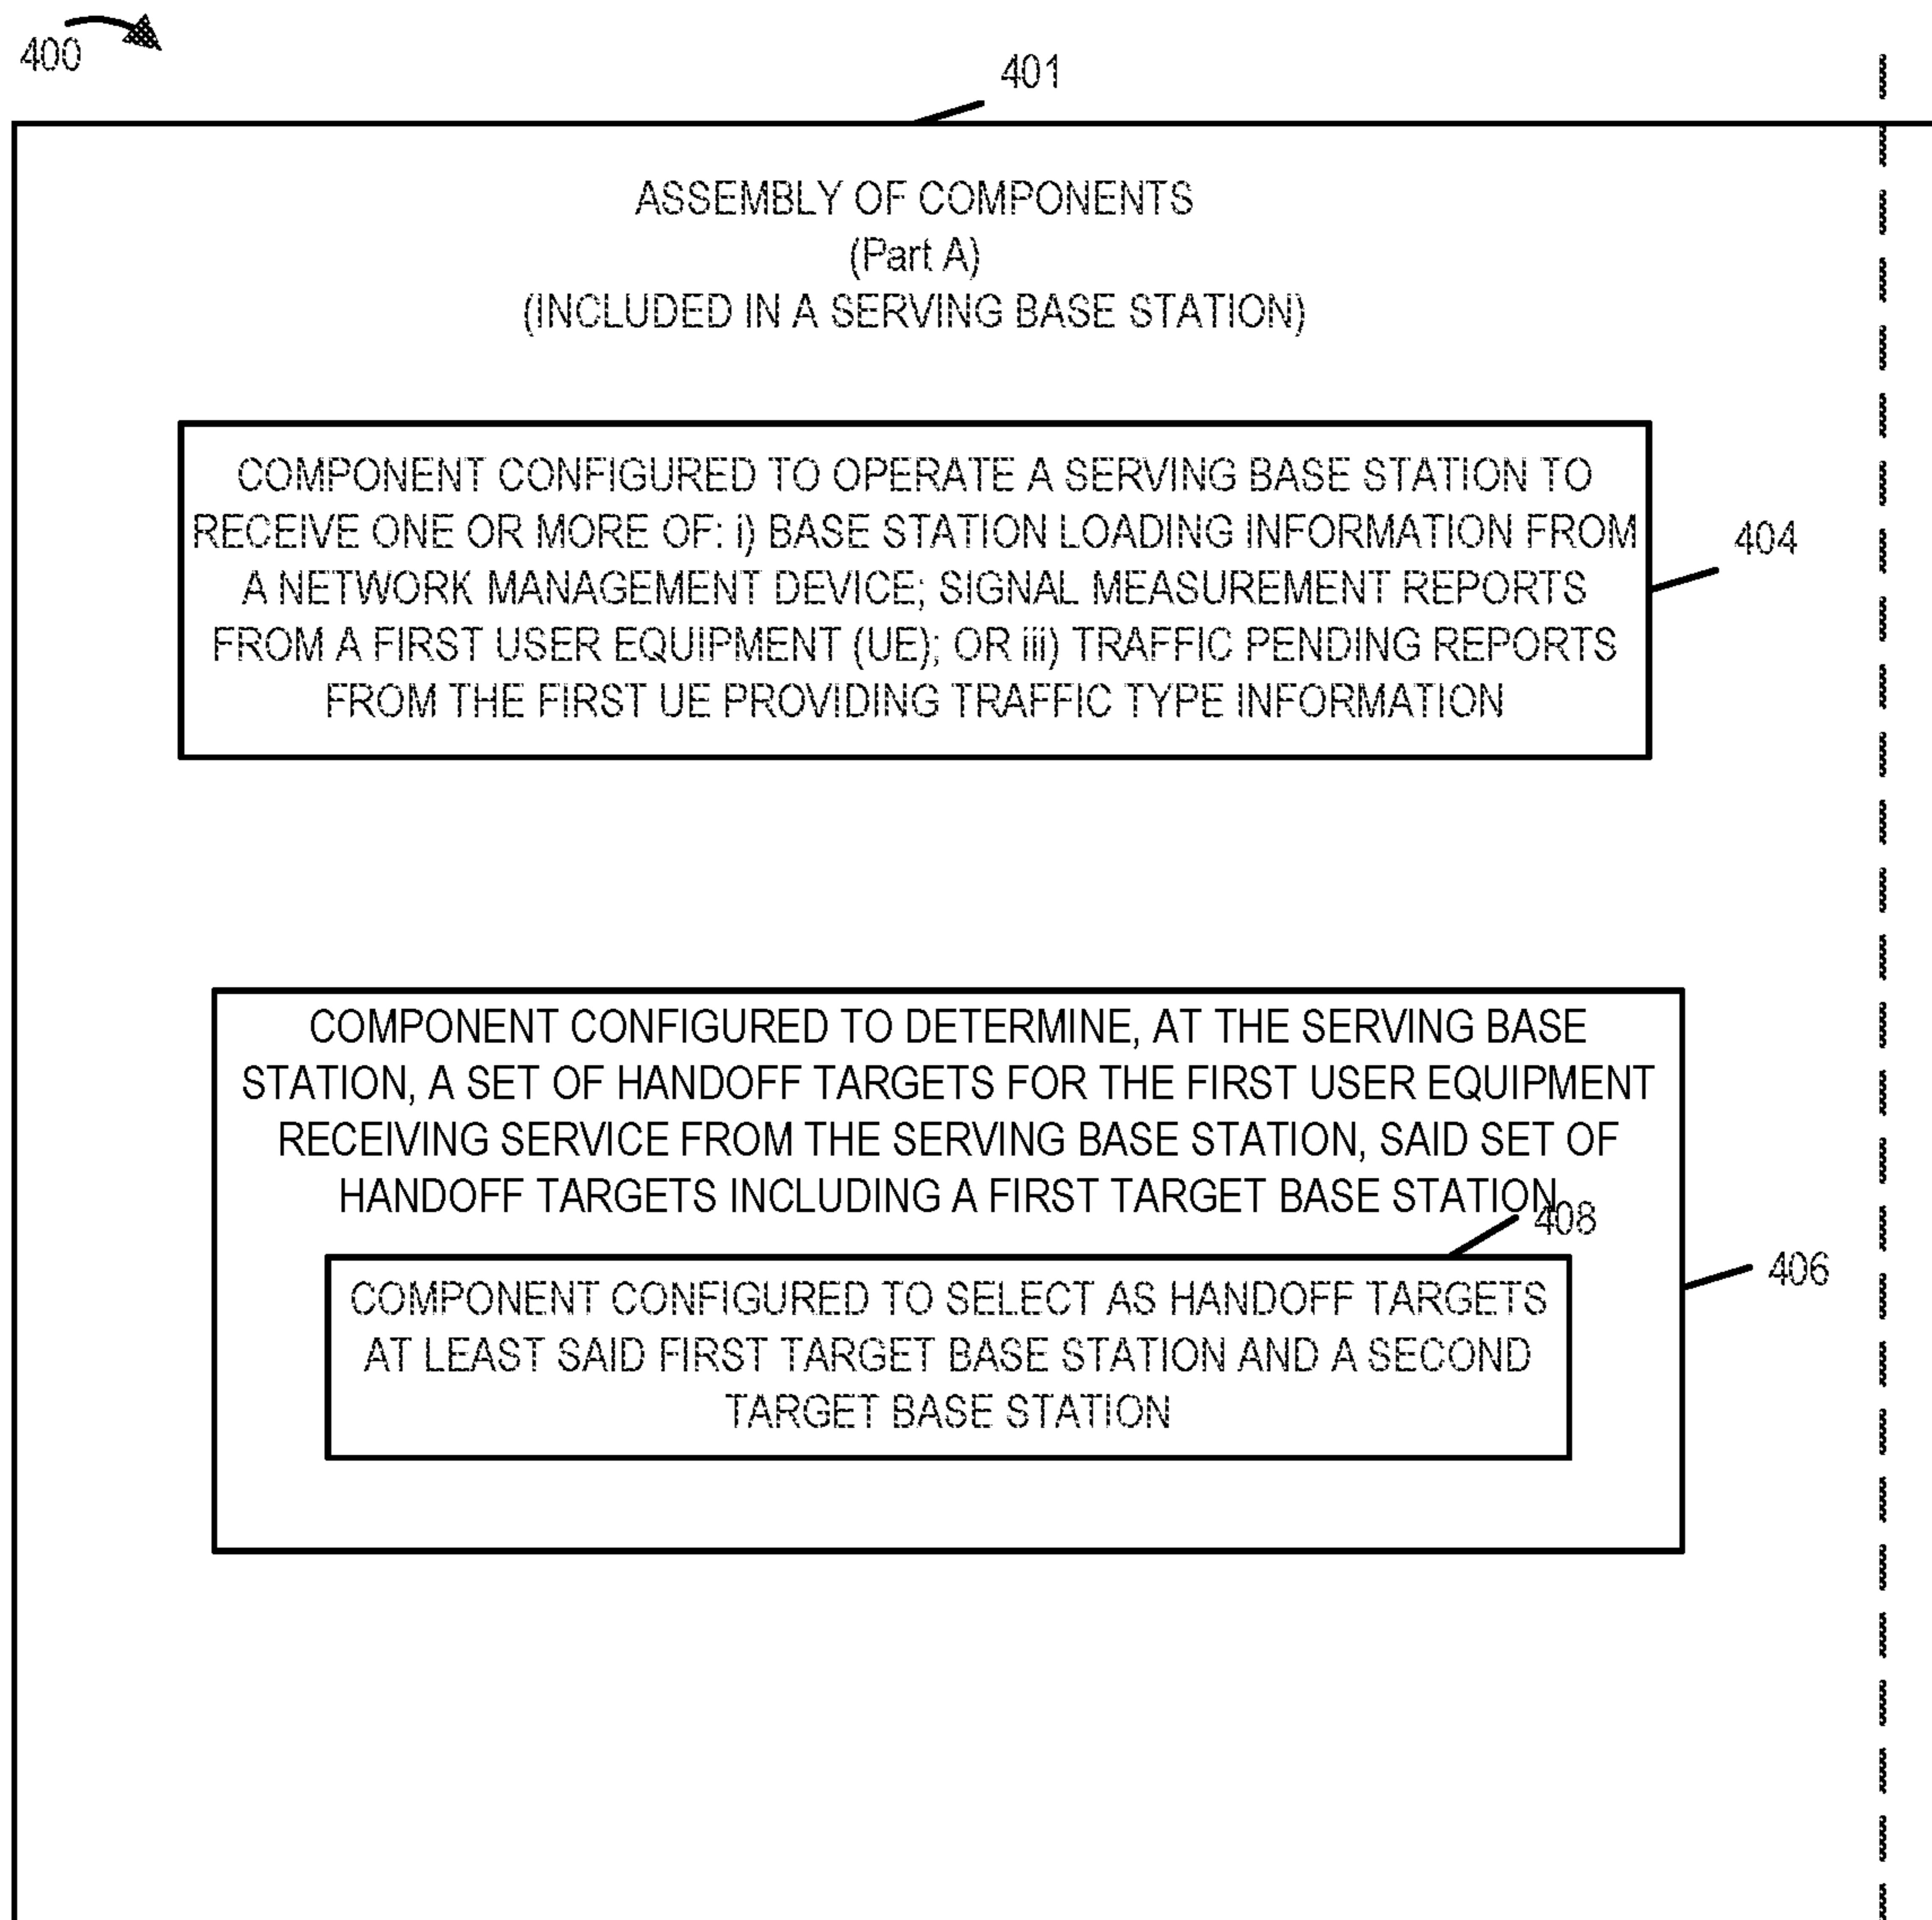 400
401
ASSEMBLY OF COMPONENTS
(Part A)
(INCLUDED IN A SERVING BASE STATION)
COMPONENT CONFIGURED TO OPERATE A SERVING BASE STATION TO
RECEIVE ONE OR MORE OF: i) BASE STATION LOADING INFORMATION FROM
A NETWORK MANAGEMENT DEVICE; SIGNAL MEASUREMENT REPORTS
FROM A FIRST USER EQUIPMENT (UE); OR iii) TRAFFIC PENDING REPORTS
FROM THE FIRST UE PROVIDING TRAFFIC TYPE INFORMATION
404
COMPONENT CONFIGURED TO DETERMINE, AT THE SERVING BASE
STATION, A SET OF HANDOFF TARGETS FOR THE FIRST USER EQUIPMENT
RECEIVING SERVICE FROM THE SERVING BASE STATION, SAID SET OF
HANDOFF TARGETS INCLUDING A FIRST TARGET BASE STATION
408
406
COMPONENT CONFIGURED TO SELECT AS HANDOFF TARGETS
AT LEAST SAID FIRST TARGET BASE STATION AND A SECOND
TARGET BASE STATION